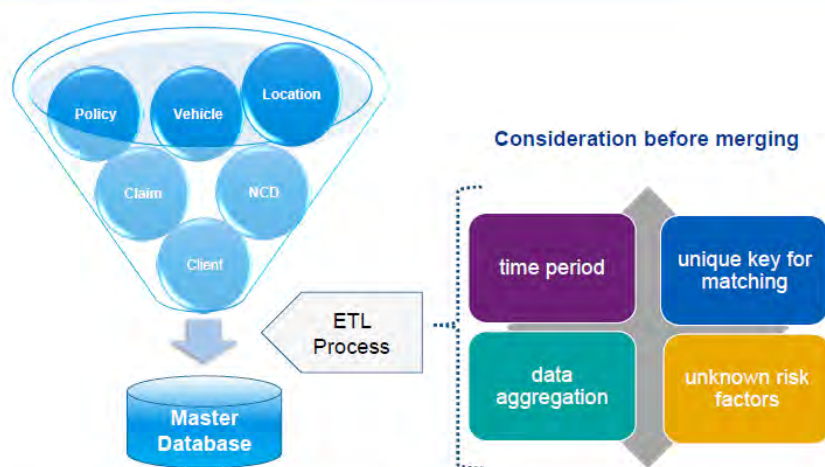 Policy
Vehicle
Location
Claim
NCD
Client
ETL
Process
Master
Database
Consideration before merging
time period
unique key for
matching
data
aggregation
unknown risk
factors